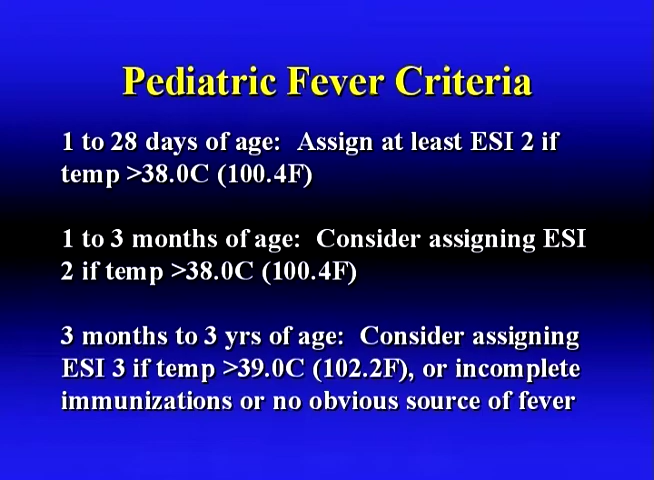 Pediatric Fever Criteria
1 to 28 days of age:  Assign at least ESI 2 if
temp >38.0C (100.4F)
1 to 3 months of age:  Consider assigning ESI
2 if temp >38.0C (100.4F)
3 months to 3 yrs of age:  Consider assigning
ESI 3 if temp >39.0C (102.2F), or incomplete
immunizations or no obvious source of fever